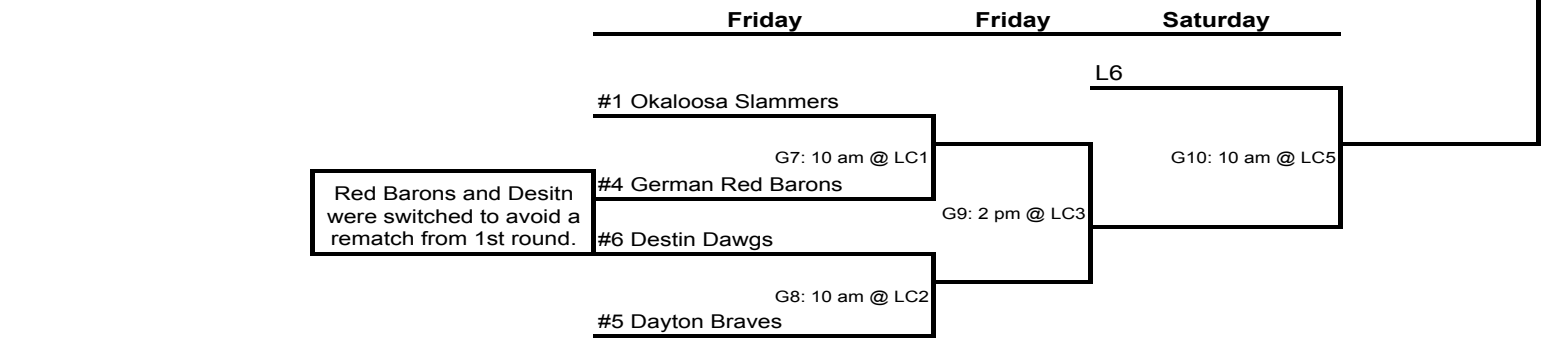 Friday Friday Saturday
L6
#1 Okaloosa Slammers
G7: 10 am @ LC1 G10: 10 am @ LC5
#4 German Red Barons
Red Barons and Desitn
were switched to avoid a
rematch from 1st round.
G9: 2 pm @ LC3
#6 Destin Dawgs
G8: 10 am @ LC2
#5 Dayton Braves